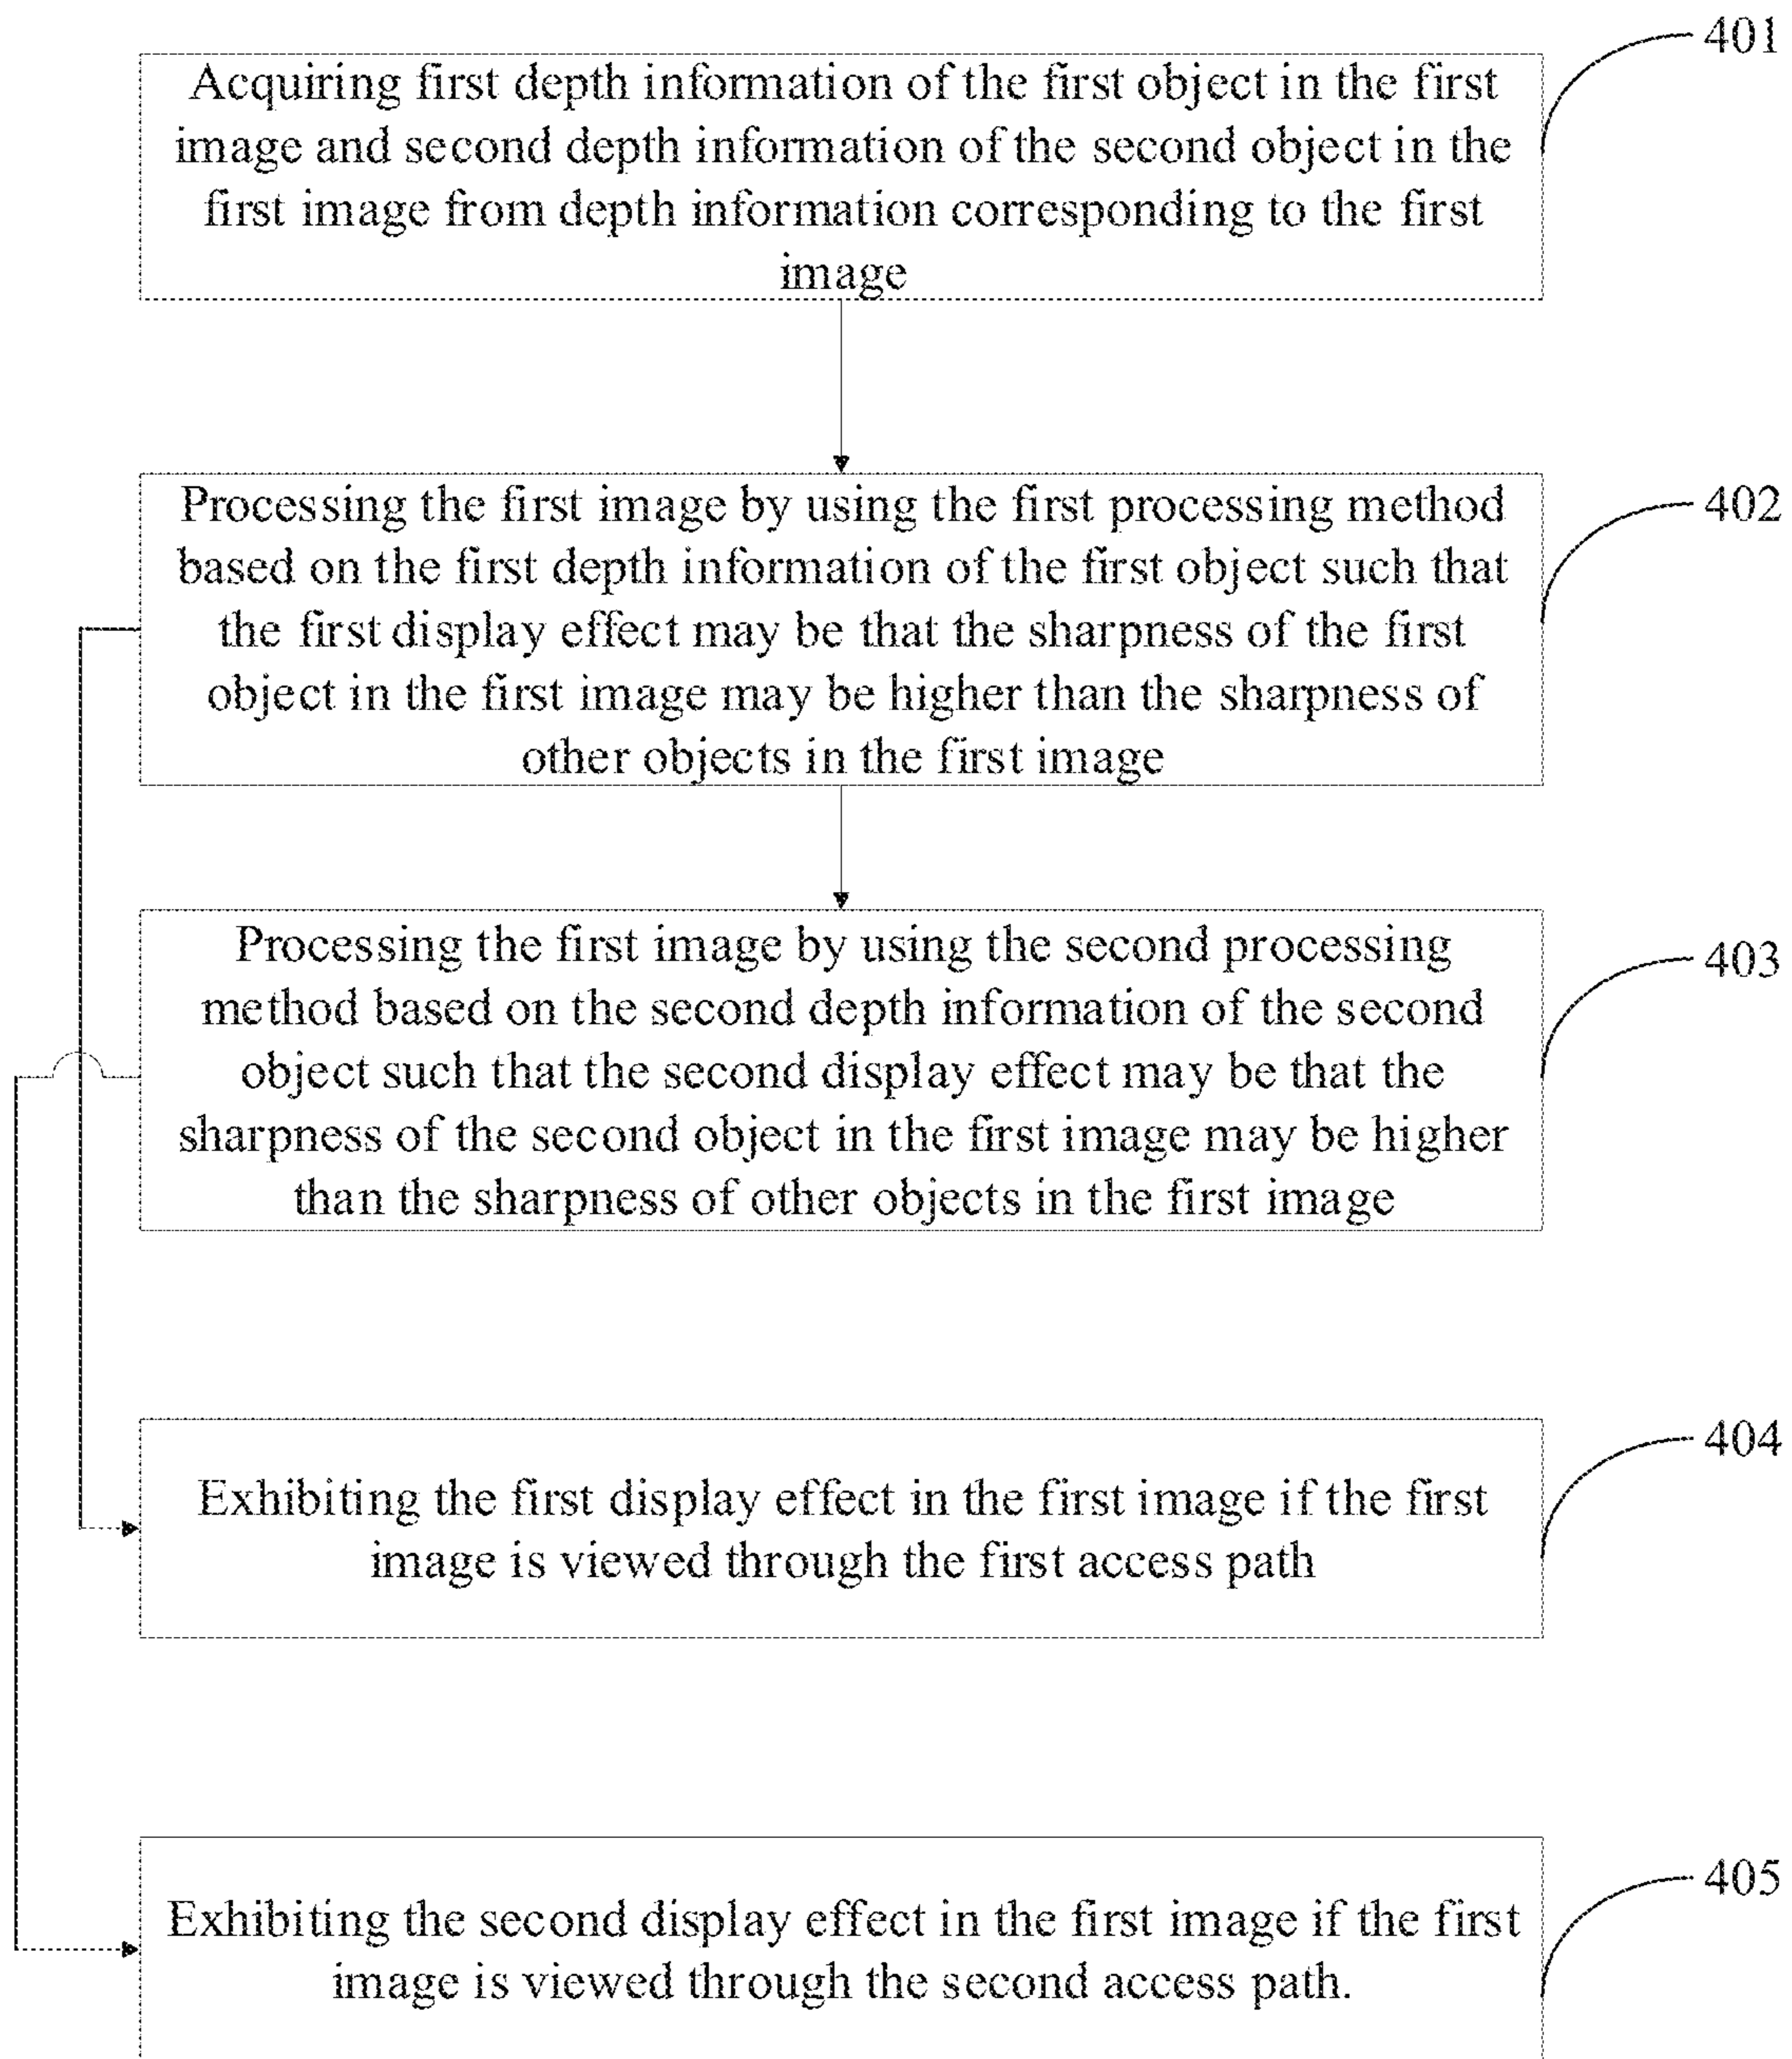 401
Acquiring first depth information of the first object in the first
image and second depth information of the second object in the
first image from depth information corresponding to the first
image
402
Processing the first image by using the first processing method
based on the first depth information of the first object such that
the first display effect may be that the sharpness of the first
object in the first image may be higher than the sharpness of
other objects in the first image
403
Processing the first image by using the second processing
method based on the second depth information of the second
object such that the second display effect may be that the
sharpness of the second object in the first image may be higher
than the sharpness of other objects in the first image
404
Exhibiting the first display effect in the first image if the first
image is viewed through the first access path
405
Exhibiting the second display effect in the first image if the first
image is viewed through the second access path.